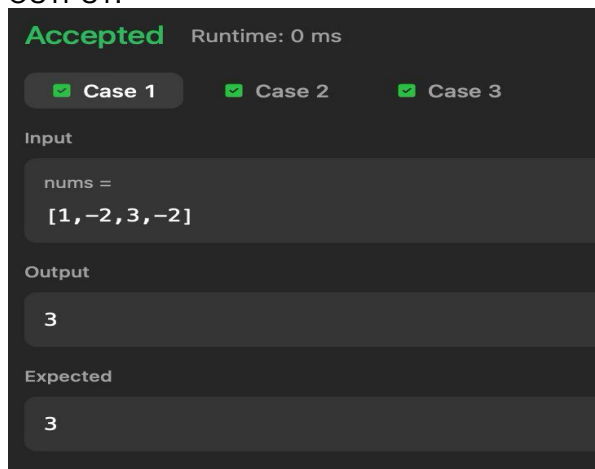 Accepted Runtime: 0 ms
Case 1 Case 2 Case 3
Input
nums =
[1,-2,3,-2]
Output
3
Expected
3